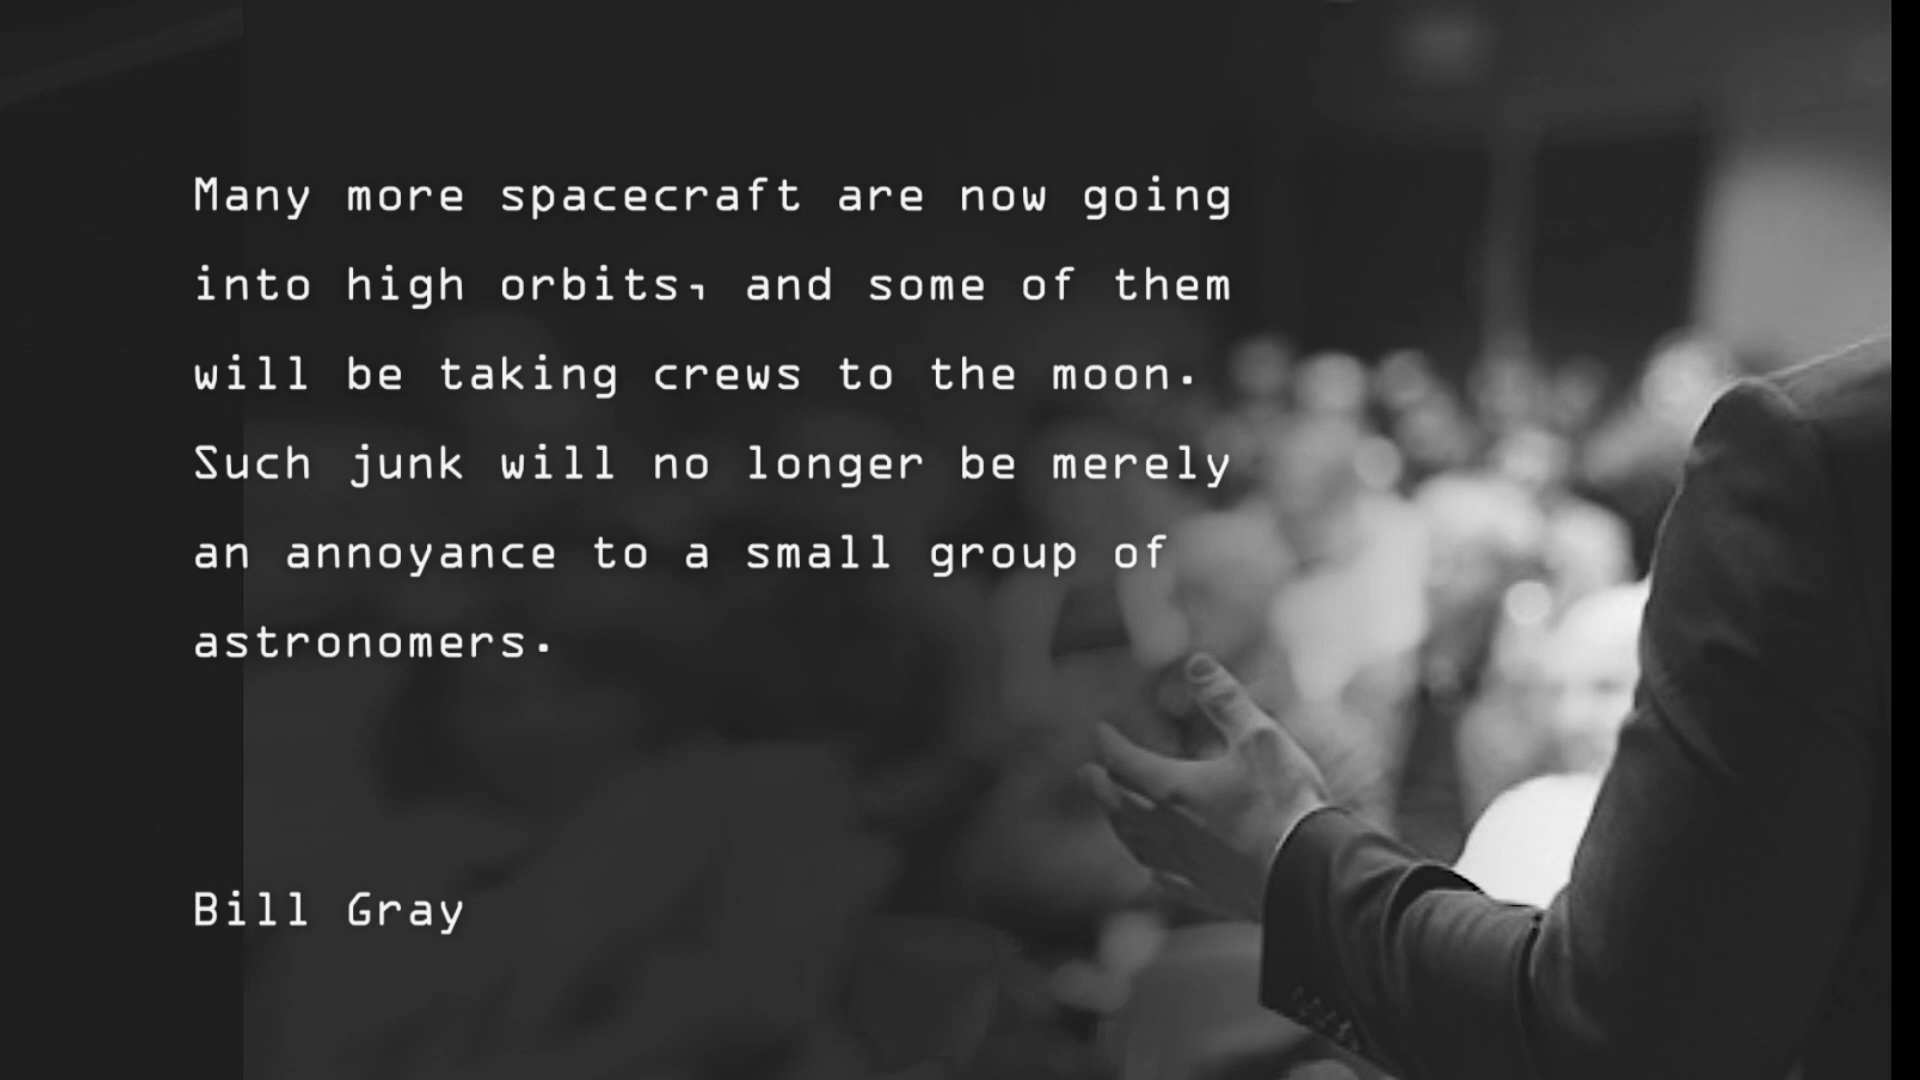 Many more spacecraft are now going
into high orbits, and some of them
will be taking crews to the moon.
Such junk will no longer be merely
an annoyance to a small group of
astronomers.
Bill Gray